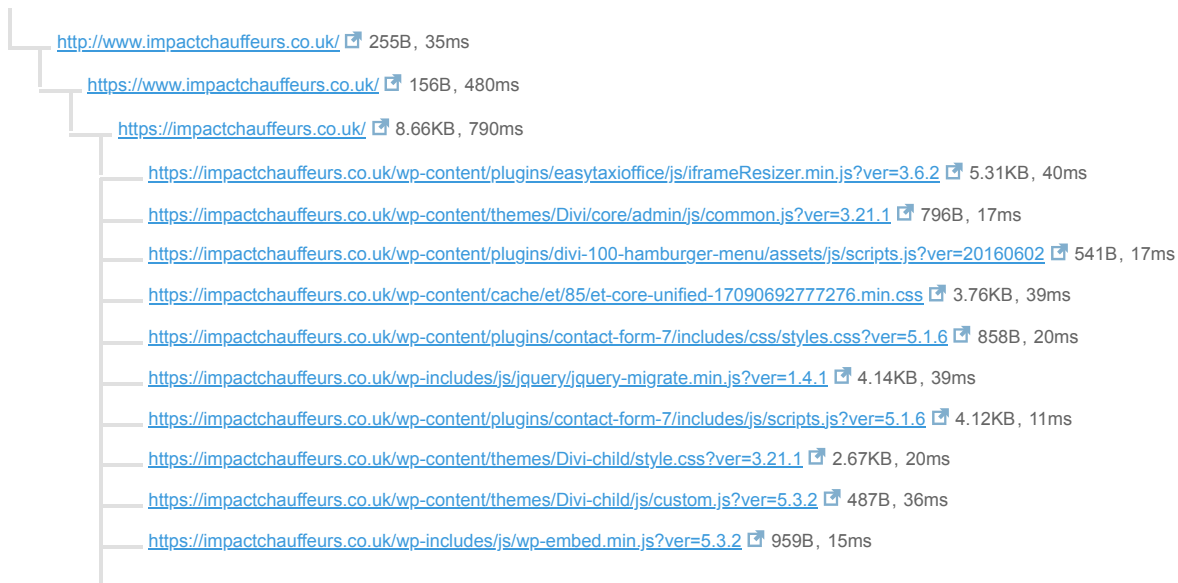 http://www.impactchauffeurs.co.uk/ 255B, 35ms
https://www.impactchauffeurs.co.uk/ 156B, 480ms
https://impactchauffeurs.co.uk/ 8.66KB, 790ms
https://impactchauffeurs.co.uk/wp-content/plugins/easytaxioffice/js/iframeResizer.min.js?ver=3.6.2 5.31KB, 40ms
https://impactchauffeurs.co.uk/wp-content/themes/Divi/core/admin/js/common.js?ver=3.21.1 796B, 17ms
https://impactchauffeurs.co.uk/wp-content/plugins/divi-100-hamburger-menu/assets/js/scripts.js?ver=20160602 541B, 17ms
https://impactchauffeurs.co.uk/wp-content/cache/et/85/et-core-unified-17090692777276.min.css 3.76KB, 39ms
https://impactchauffeurs.co.uk/wp-content/plugins/contact-form-7/includes/css/styles.css?ver=5.1.6 858B, 20ms
https://impactchauffeurs.co.uk/wp-includes/js/jquery/jquery-migrate.min.js?ver=1.4.1 4.14KB, 39ms
https://impactchauffeurs.co.uk/wp-content/plugins/contact-form-7/includes/js/scripts.js?ver=5.1.6 4.12KB, 11ms
https://impactchauffeurs.co.uk/wp-content/themes/Divi-child/style.css?ver=3.21.1 2.67KB, 20ms
https://impactchauffeurs.co.uk/wp-content/themes/Divi-child/js/custom.js?ver=5.3.2 487B, 36ms
https://impactchauffeurs.co.uk/wp-includes/js/wp-embed.min.js?ver=5.3.2 959B, 15ms